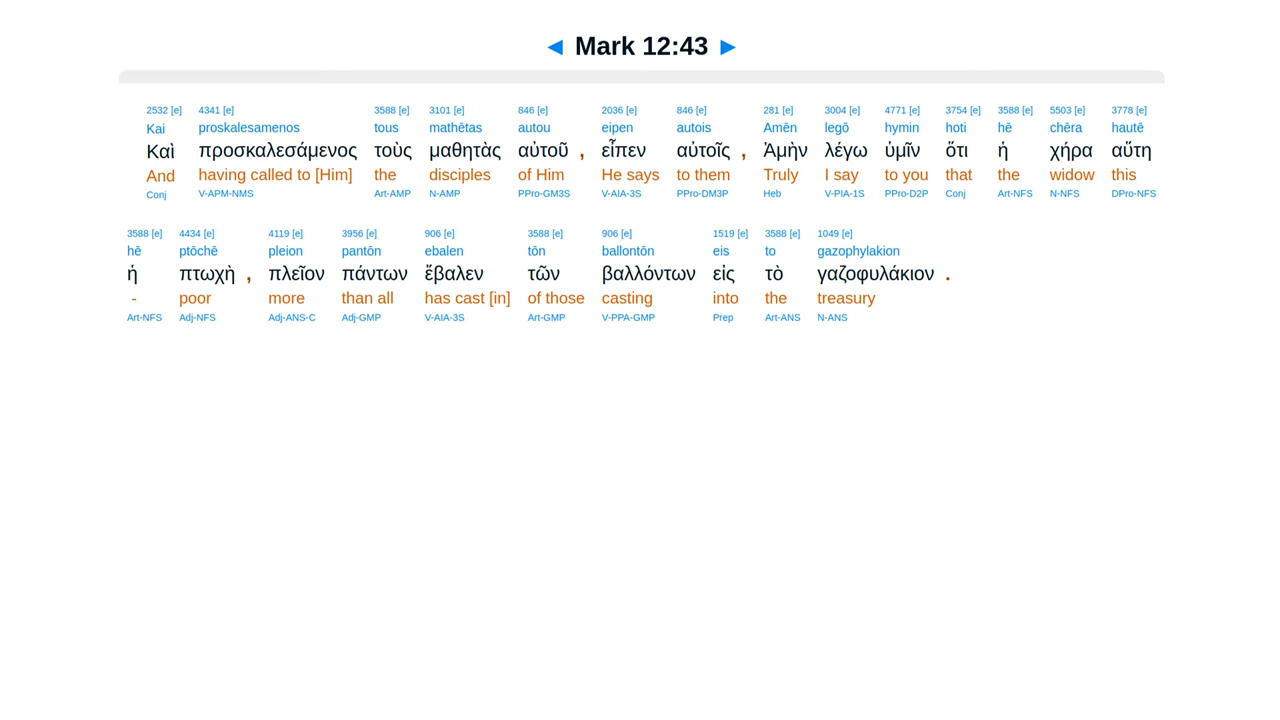 ◄ Mark 12:43 ►
2532 [e] 4341 [e] 3588 [e] 3101 [e] 846 [e] 2036 [e] 846 [e] 281 [e] 3004 [e] 4771 [e] 3754 [e] 3588 [e] 5503 [e] 3778 [e]
Kai proskalesamenos tous mathētas autou eipen autois Amēn legō hymin hoti hē chēra hautē
Καὶ προσκαλεσάμενος τοὺς μαθητὰς αὐτοῦ , εἶπεν αὐτοῖς , Ἀμὴν λέγω ὑμῖν ὅτι ἡ χήρα αὕτη
And having called to [Him] the disciples of Him He says to them Truly I say to you that the widow this
Conj V-APM-NMS Art-AMP N-AMP PPro-GM3S V-AIA-3S PPro-DM3P Heb V-PIA-1S PPro-D2P Conj Art-NFS N-NFS DPro-NFS
3588 [e] 4434 [e] 4119 [e] 3956 [e] 906 [e] 3588 [e] 906 [e] 1519 [e] 3588 [e] 1049 [e]
hē ptōchē pleion pantōn ebalen tōn ballontōn eis to gazophylakion
ἡ πτωχὴ , πλεῖον πάντων ἔβαλεν τῶν βαλλόντων εἰς τὸ γαζοφυλάκιον .
- poor more than all has cast [in] of those casting into the treasury
Art-NFS Adj-NFS Adj-ANS-C Adj-GMP V-AIA-3S Art-GMP V-PPA-GMP Prep Art-ANS N-ANS